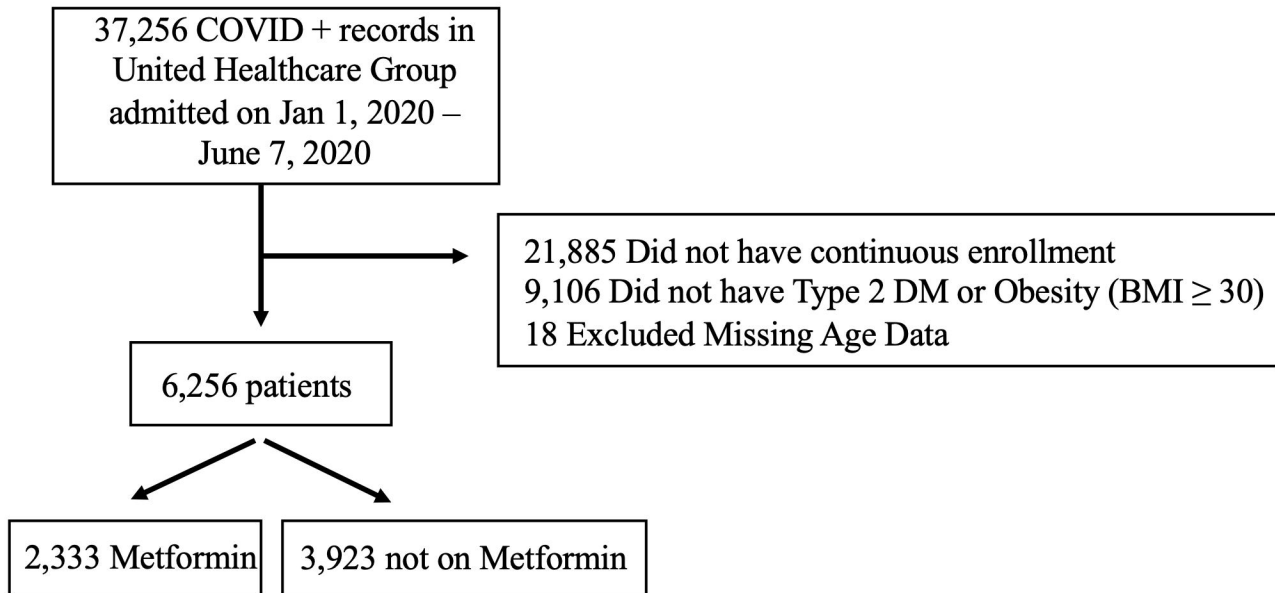 37,256 COVID + records in
United Healthcare Group
admitted on Jan 1, 2020 –
June 7, 2020
21,885 Did not have continuous enrollment
9,106 Did not have Type 2 DM or Obesity (BMI ≥ 30)
18 Excluded Missing Age Data
6,256 patients
2,333 Metformin
3,923 not on Metformin